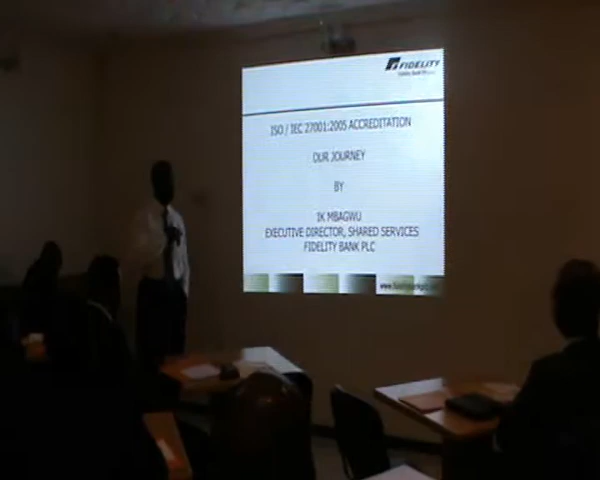 FIDELITY
ISO / IEC 27001:2005 ACCREDITATION
OUR JOURNEY
BY
IK MBAGWU
EXECUTIVE DIRECTOR, SHARED SERVICES
FIDELITY BANK PLC